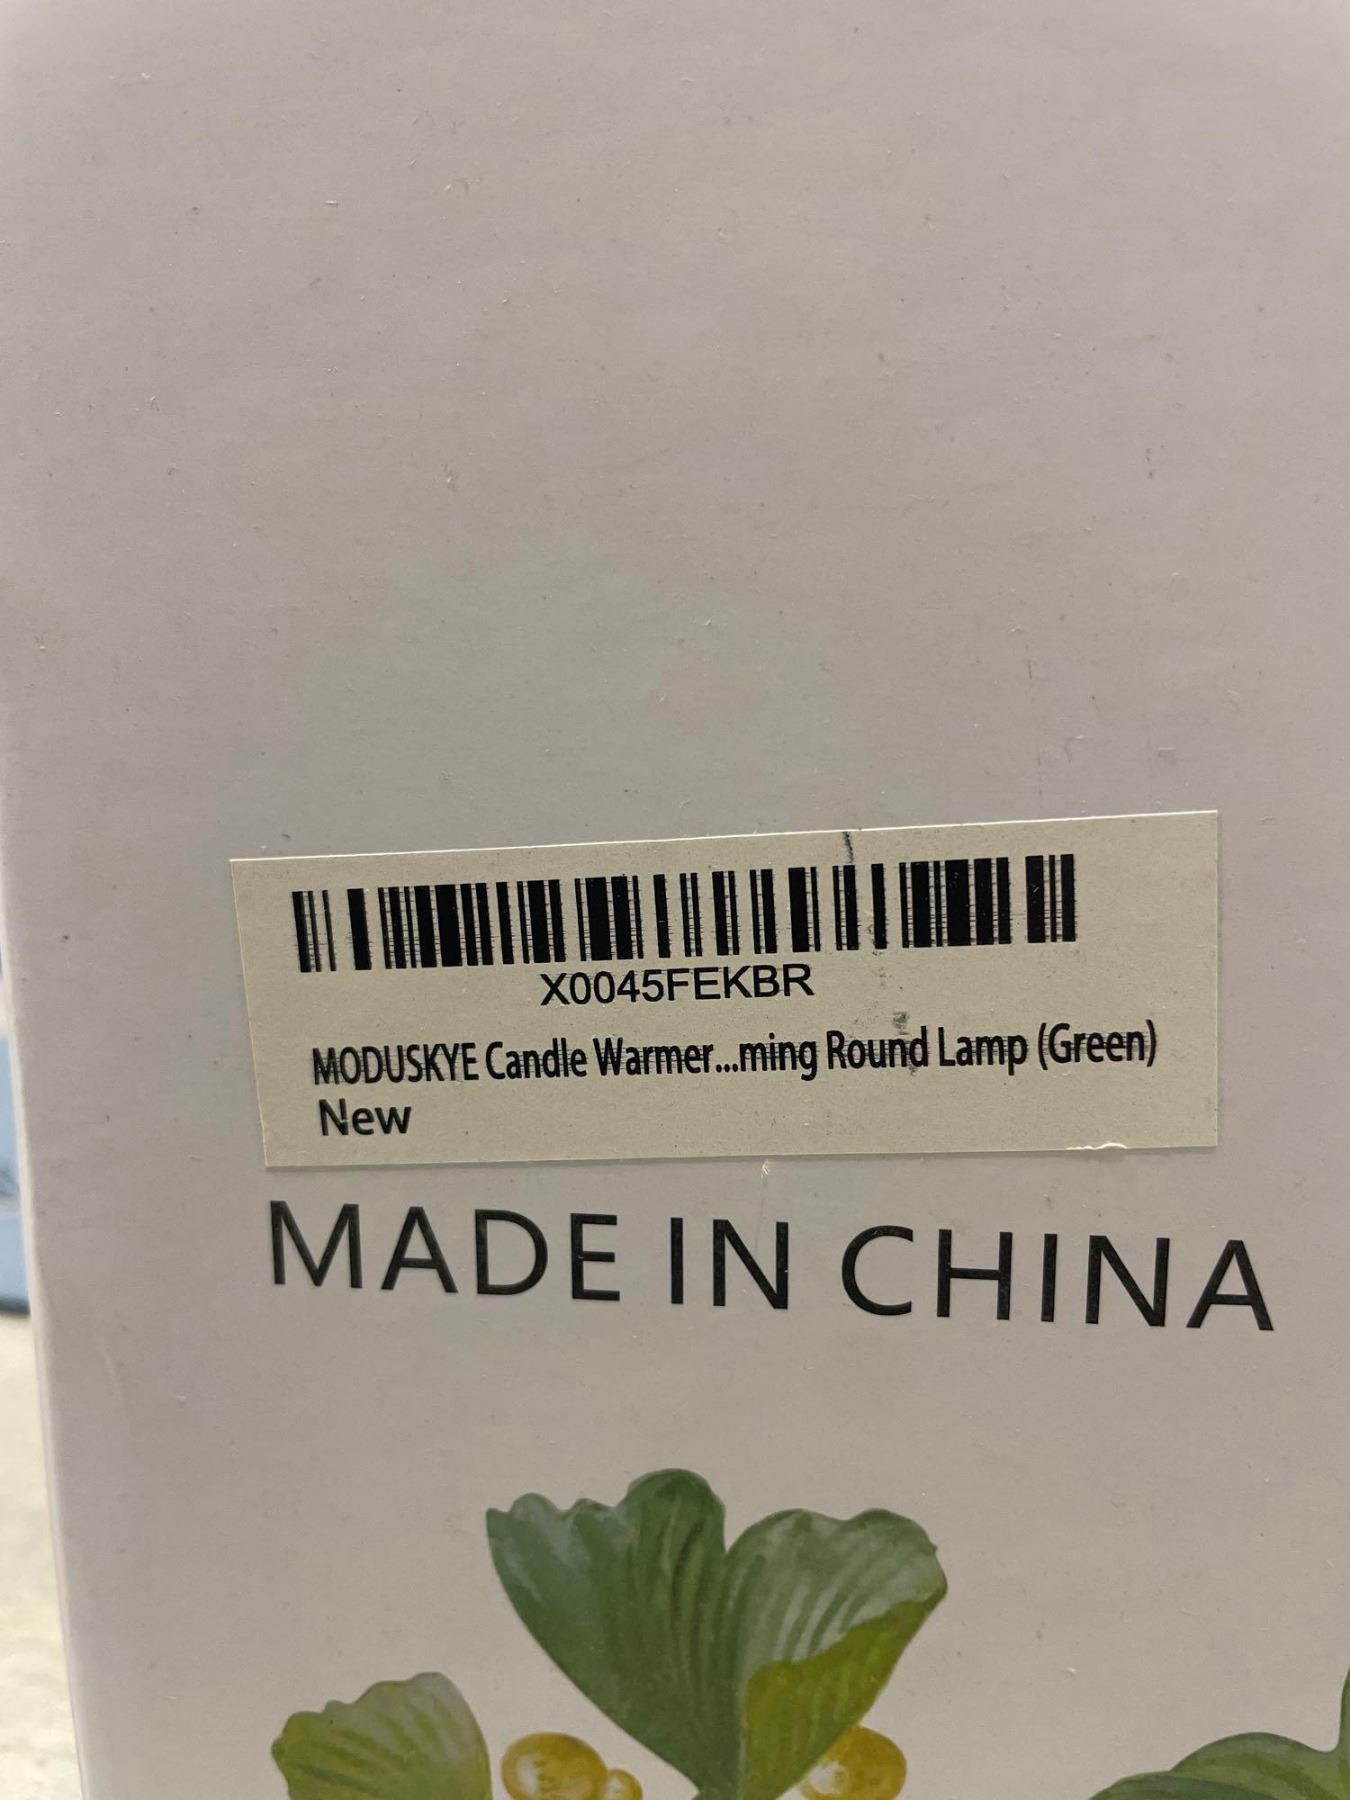 X0045FEKBR
MODUSKYE Candle Warmer...ming Round Lamp (Green)
New
MADE IN CHINA